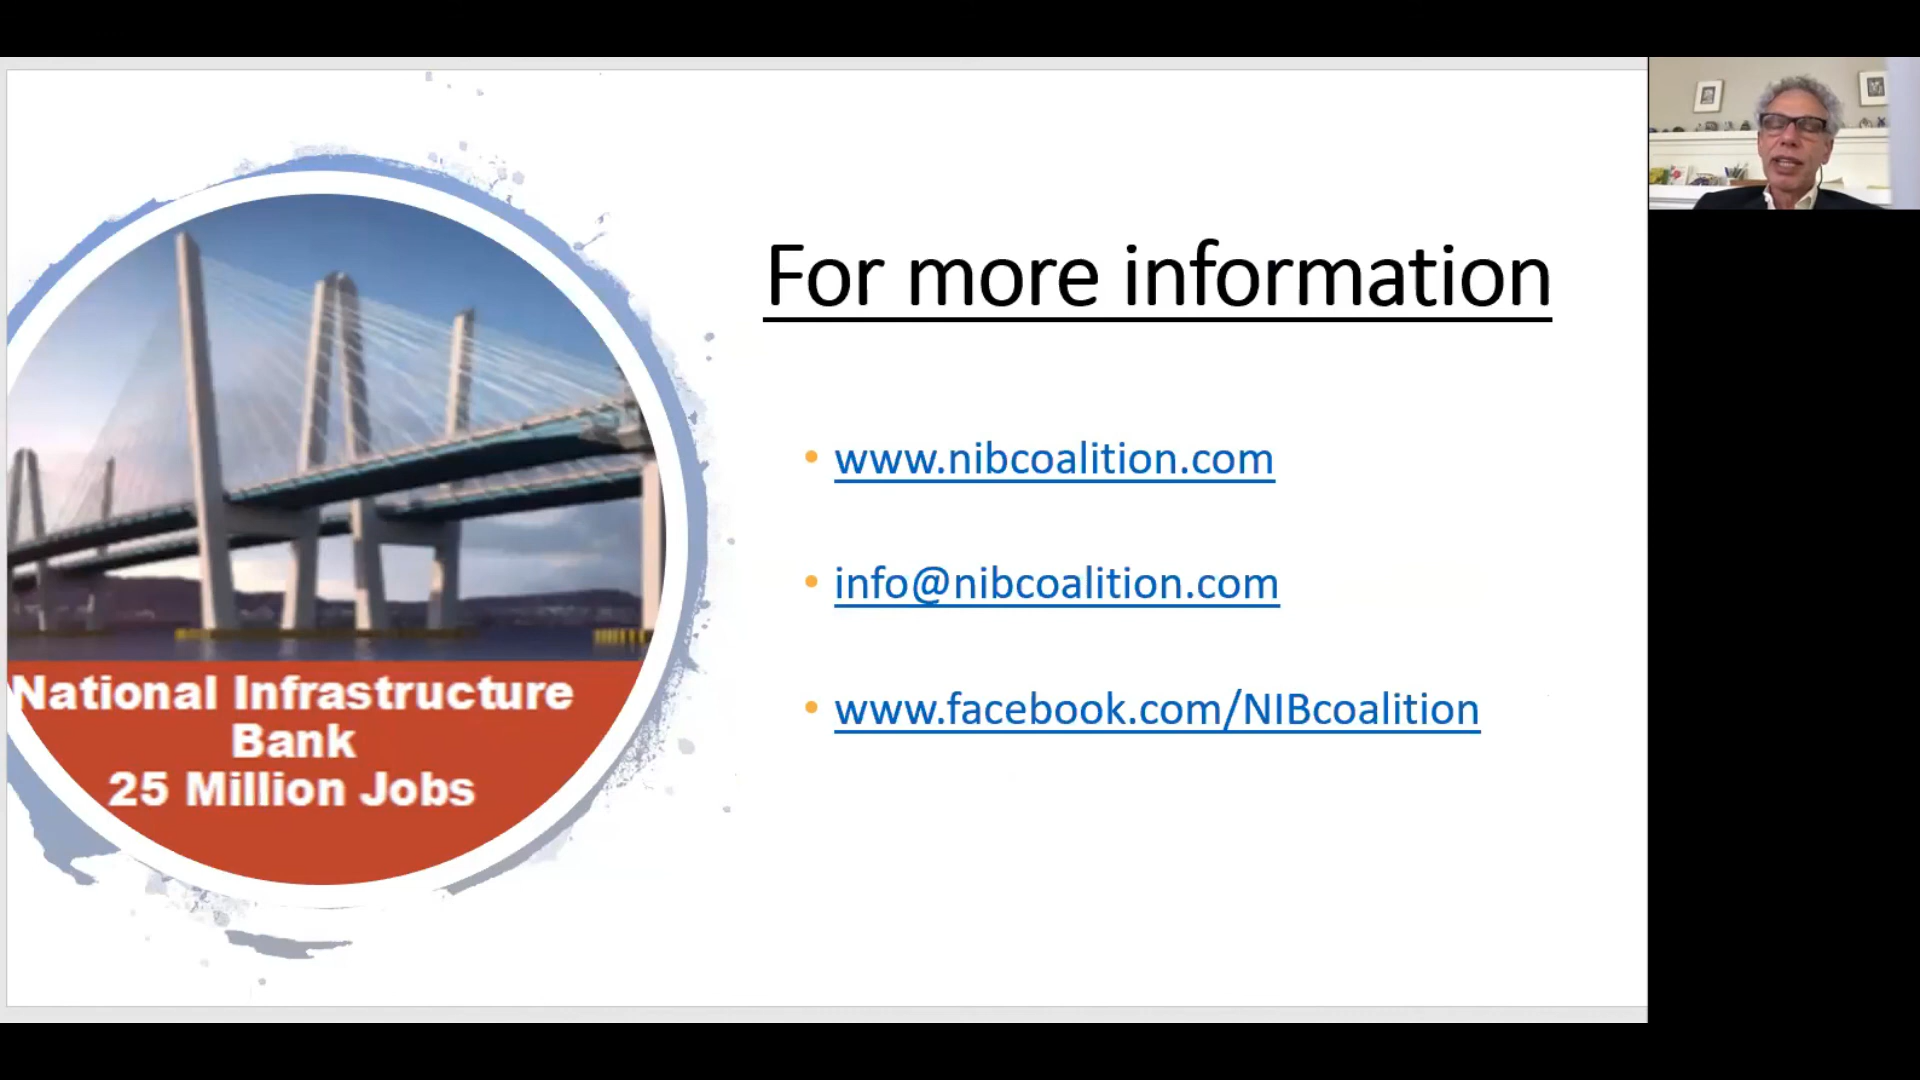 For more information
www.nibcoalition.com
info@nibcoalition.com
www.facebook.com/NIBcoalition
National Infrastructure
Bank
25 Million Jobs